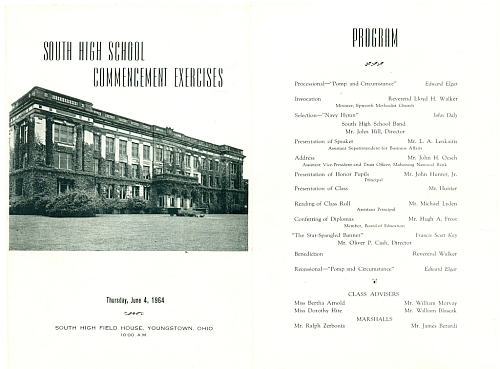 SOUTH HIGH SCHOOL
COMMENCEMENT EXERCISES
Thursday, June 4, 1964
SOUTH HIGH FIELD HOUSE, YOUNGSTOWN, OHIO
10:00 A.M.
PROGRAM
Processional—"Pomp and Circumstance" Edward Elgar
Invocation Reverend Lloyd H. Walker
Minister, Epworth Methodist Church
Selection—"Navy Hymn" John Daly
South High School Band
Mr. John Hill, Director
Presentation of Speaker Mr. L. A. Lenkaitis
Assistant Superintendent for Business Affairs
Address Mr. John H. Oesch
Assistant Vice-President and Trust Officer, Mahoning National Bank
Presentation of Honor Pupils Mr. John Hunter, Jr.
Principal
Presentation of Class Mr. Hunter
Reading of Class Roll Mr. Michael Lyden
Assistant Principal
Conferring of Diplomas Mr. Hugh A. Frost
Member, Board of Education
"The Star-Spangled Banner" Francis Scott Key
Mr. Oliver P. Cash, Director
Benediction Reverend Walker
Recessional—"Pomp and Circumstance" Edward Elgar
CLASS ADVISERS
Miss Bertha Arnold Mr. William Morvay
Miss Dorothy Hite Mr. William Blasek
MARSHALLS
Mr. Ralph Zerbonia Mr. James Berardi